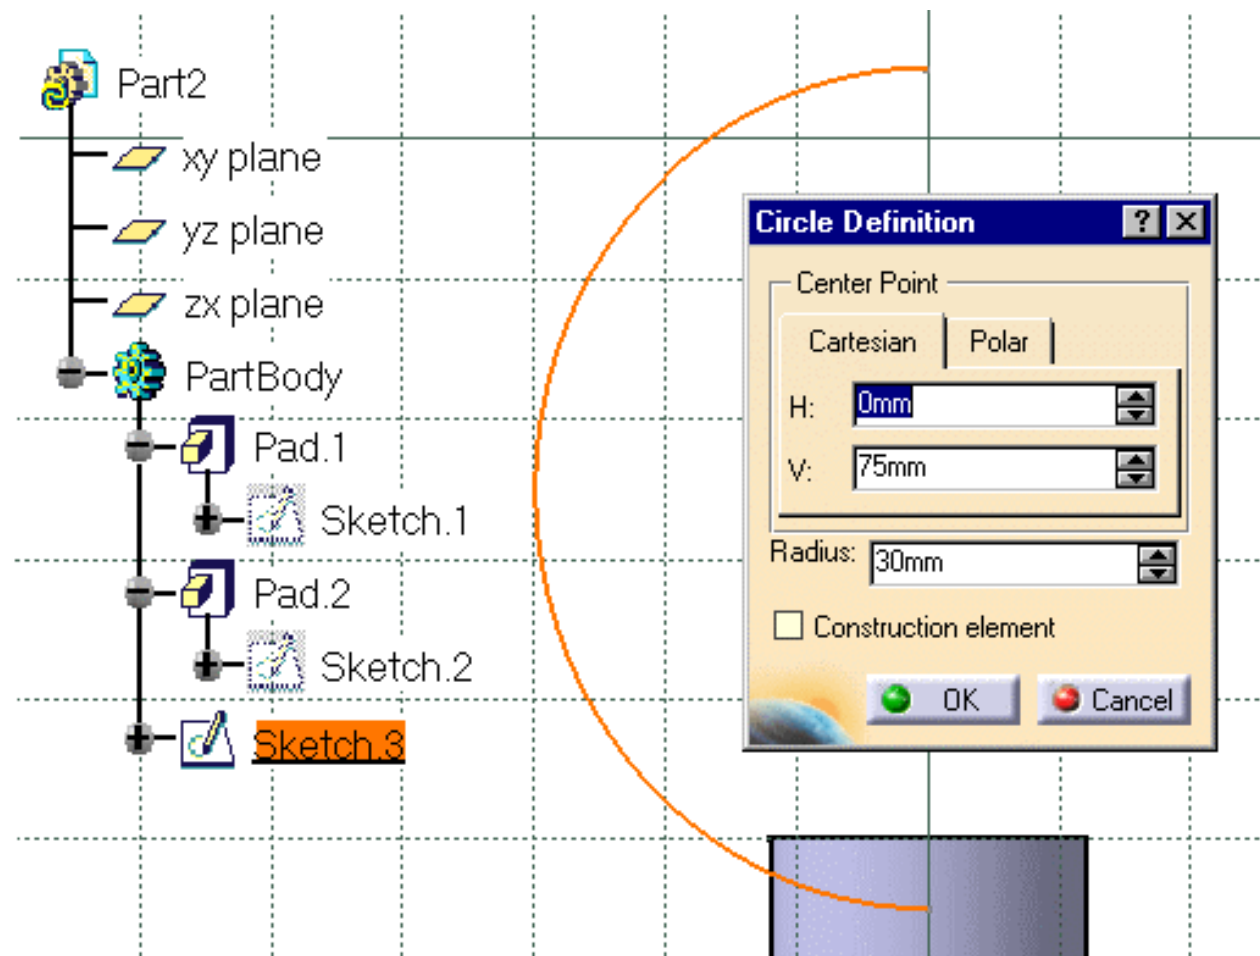 Part2
xy plane
yz plane
zx plane
PartBody
Pad.1
Sketch.1
Pad.2
Sketch.2
Sketch.3
Circle Definition
Center Point
Cartesian
Polar
H: 0mm
V: 75mm
Radius: 30mm
Construction element
OK
Cancel